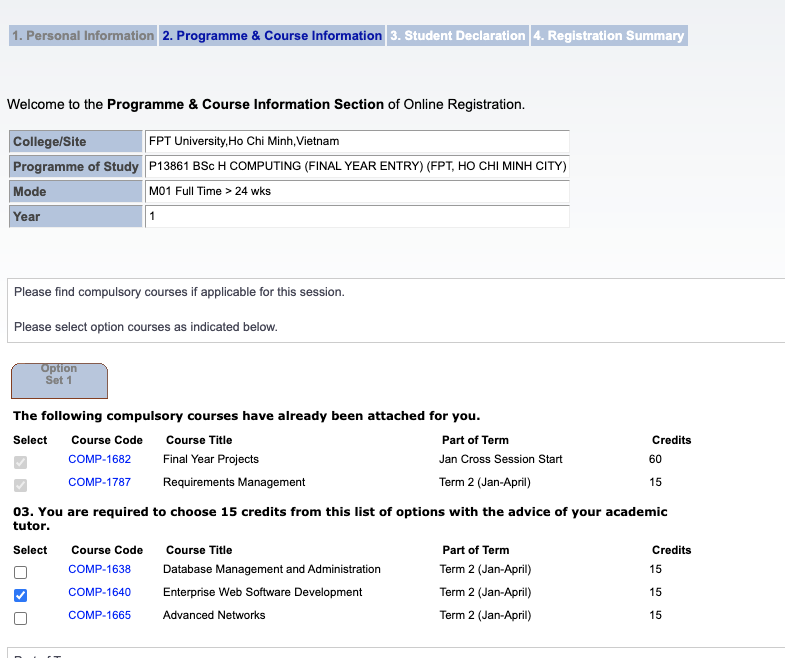 1. Personal Information 2. Programme & Course Information 3. Student Declaration 4. Registration Summary
Welcome to the Programme & Course Information Section of Online Registration.
College/Site FPT University,Ho Chi Minh,Vietnam
Programme of Study P13861 BSc H COMPUTING (FINAL YEAR ENTRY) (FPT, HO CHI MINH CITY)
Mode M01 Full Time > 24 wks
Year 1
Please find compulsory courses if applicable for this session.
Please select option courses as indicated below.
Option
Set 1
The following compulsory courses have already been attached for you.
Select Course Code Course Title Part of Term Credits
COMP-1682 Final Year Projects Jan Cross Session Start 60
COMP-1787 Requirements Management Term 2 (Jan-April) 15
03. You are required to choose 15 credits from this list of options with the advice of your academic
tutor.
Select Course Code Course Title Part of Term Credits
COMP-1638 Database Management and Administration Term 2 (Jan-April) 15
COMP-1640 Enterprise Web Software Development Term 2 (Jan-April) 15
COMP-1665 Advanced Networks Term 2 (Jan-April) 15